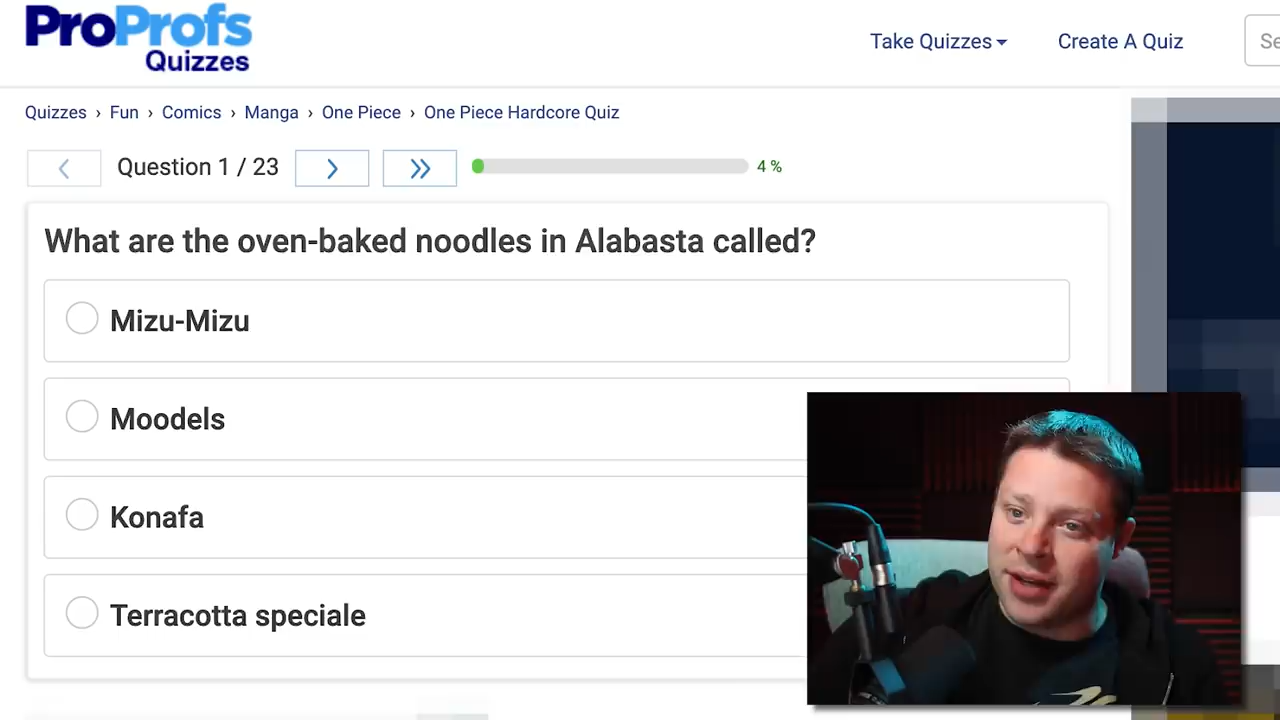 ProProfs
Quizzes
Take Quizzes
Create A Quiz
Se
Quizzes › Fun › Comics › Manga › One Piece › One Piece Hardcore Quiz
Question 1 / 23
4 %
What are the oven-baked noodles in Alabasta called?
Mizu-Mizu
Moodels
Konafa
Terracotta speciale